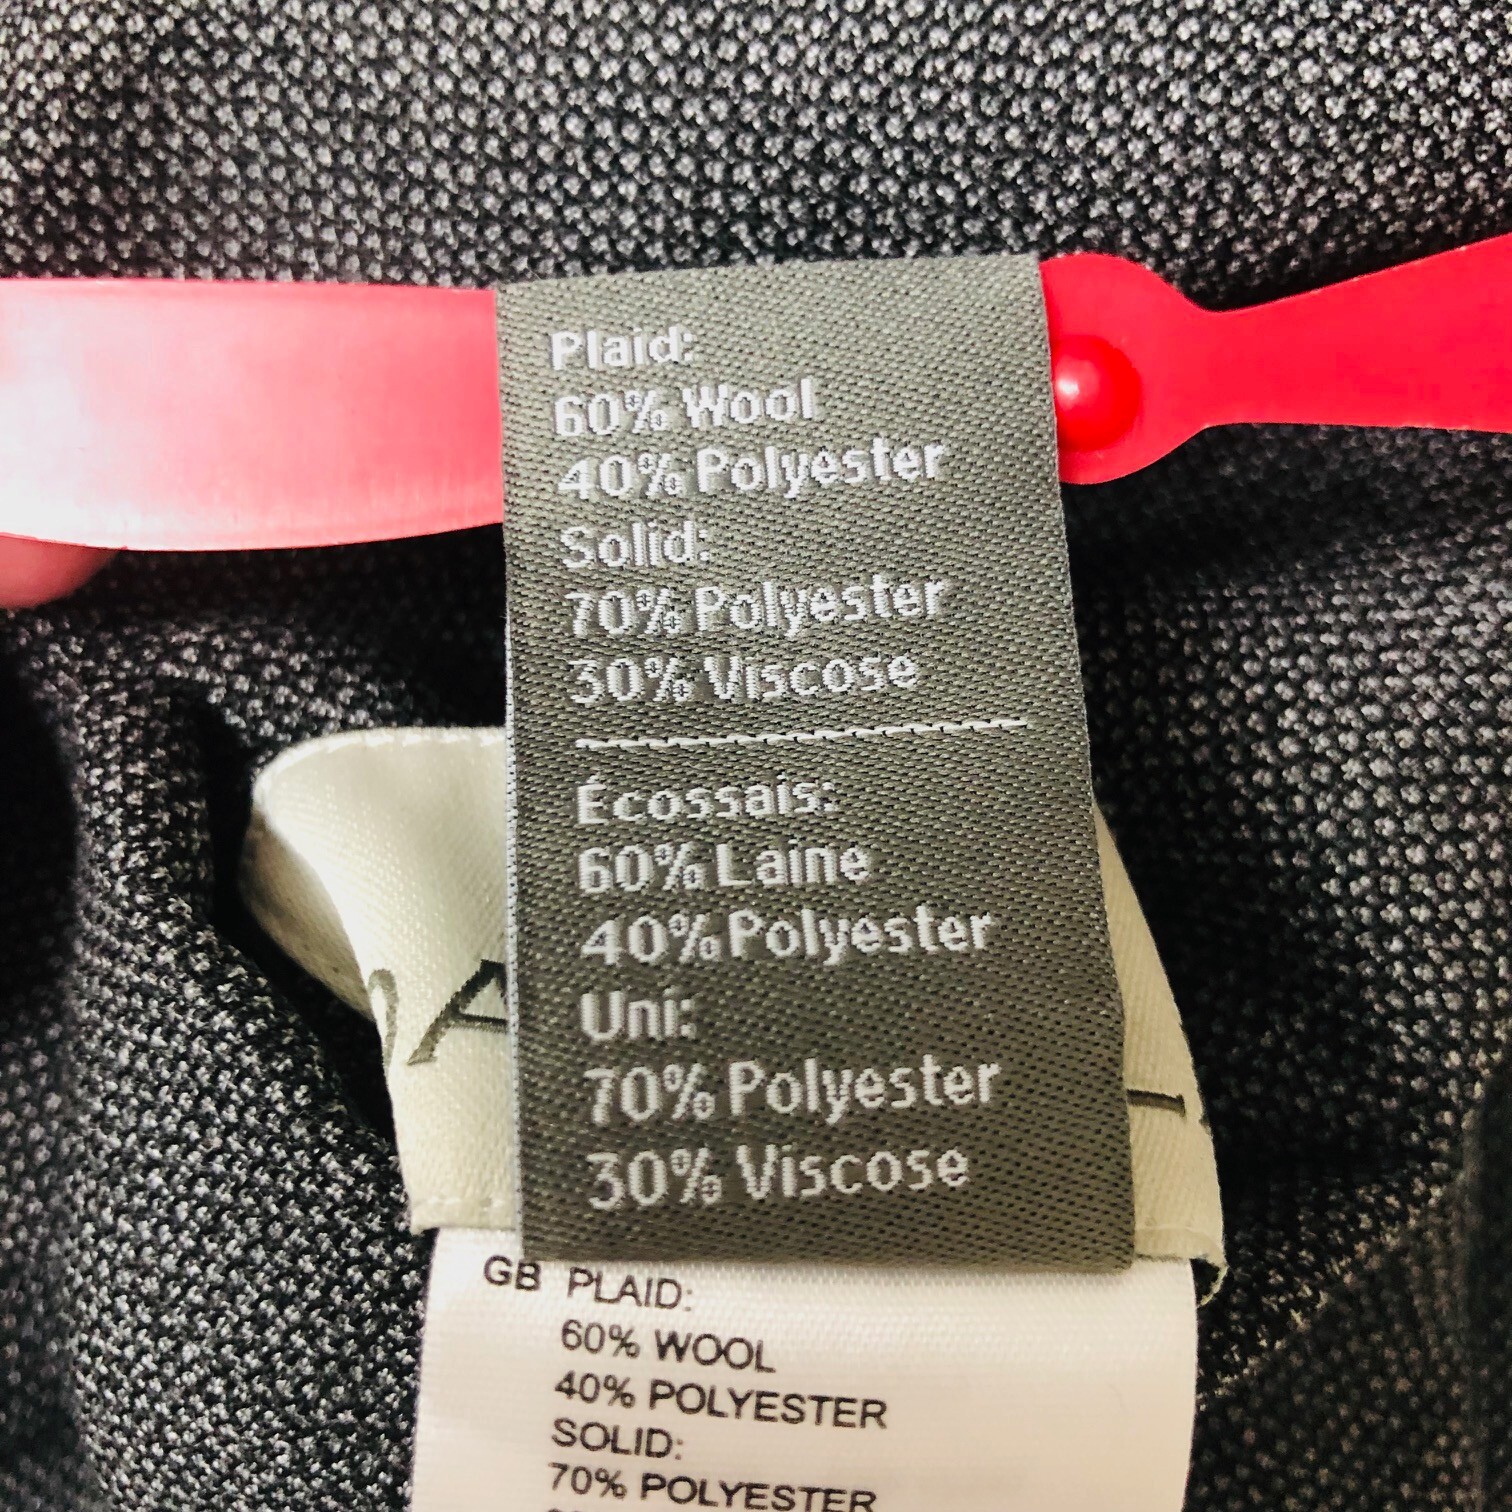 Plaid:
60% Wool
40% Polyester
Solid:
70% Polyester
30% Viscose
Écossais:
60% Laine
40% Polyester
Uni:
70% Polyester
30% Viscose
GB PLAID:
60% WOOL
40% POLYESTER
SOLID:
70% POLYESTER